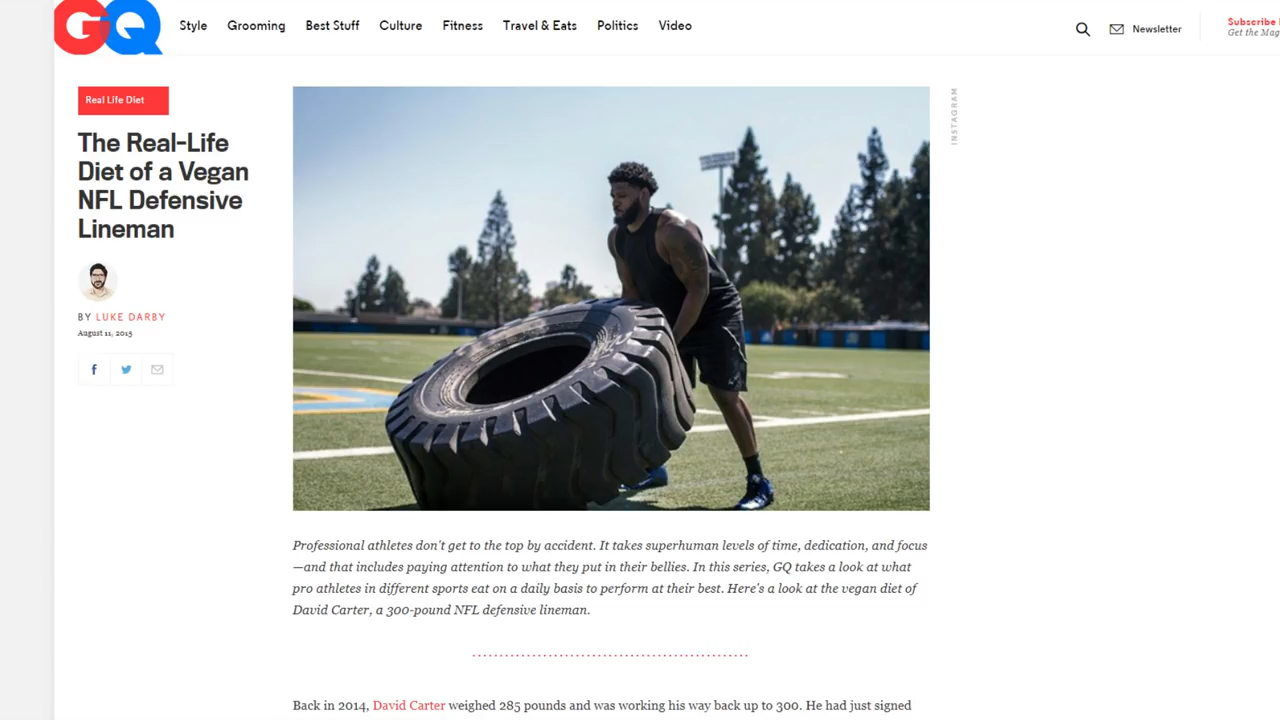 GQ
Style Grooming Best Stuff Culture Fitness Travel & Eats Politics Video
Newsletter
Subscribe
Get the Mag
Real Life Diet
The Real-Life
Diet of a Vegan
NFL Defensive
Lineman
BY LUKE DARBY
August 11, 2015
INSTAGRAM
Professional athletes don't get to the top by accident. It takes superhuman levels of time, dedication, and focus
—and that includes paying attention to what they put in their bellies. In this series, GQ takes a look at what
pro athletes in different sports eat on a daily basis to perform at their best. Here's a look at the vegan diet of
David Carter, a 300-pound NFL defensive lineman.
Back in 2014, David Carter weighed 285 pounds and was working his way back up to 300. He had just signed